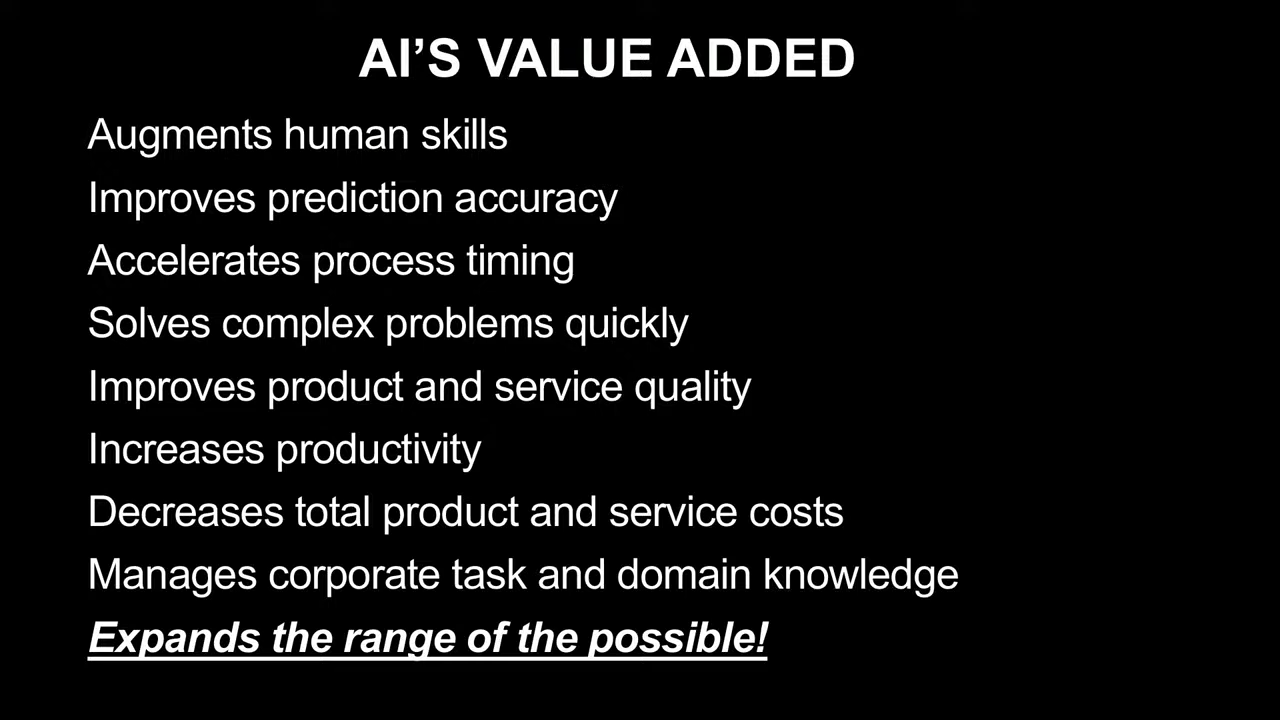 AI’S VALUE ADDED
Augments human skills
Improves prediction accuracy
Accelerates process timing
Solves complex problems quickly
Improves product and service quality
Increases productivity
Decreases total product and service costs
Manages corporate task and domain knowledge
Expands the range of the possible!